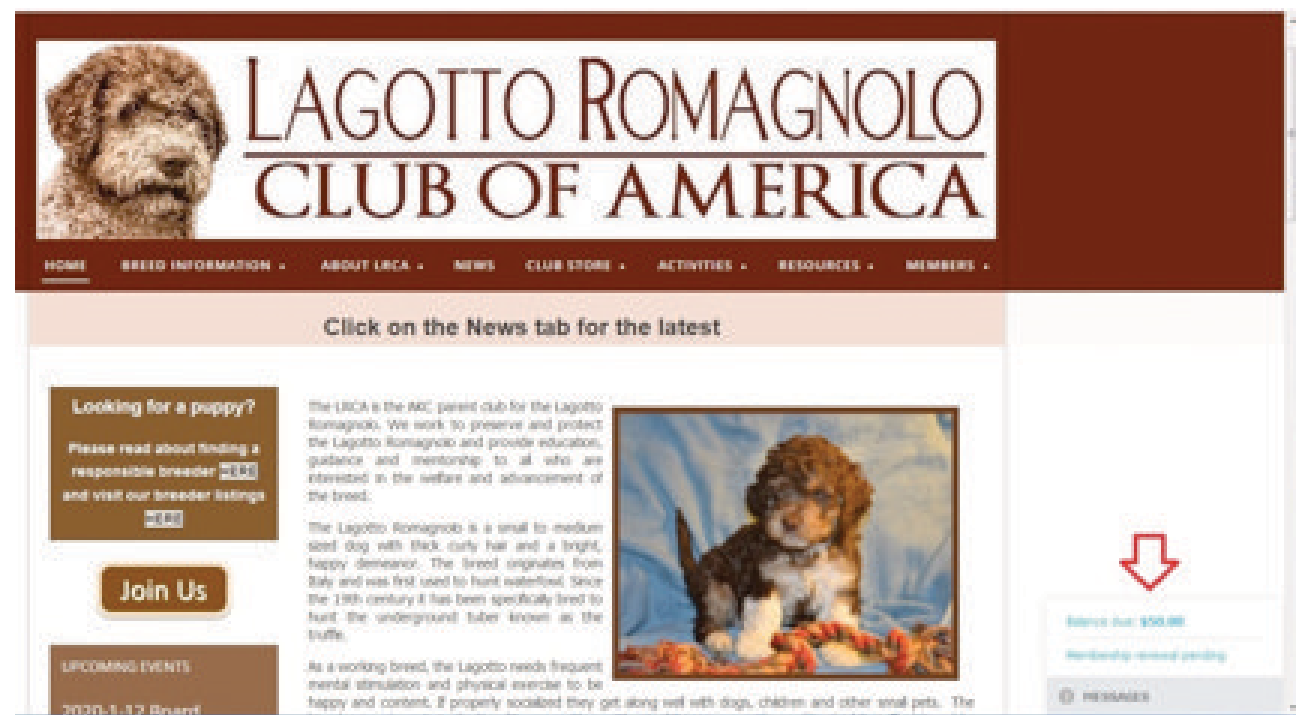 LAGOTTO ROMAGNOLO
CLUB OF AMERICA
HOME BREED INFORMATION ABOUT LRCA NEWS CLUB STORE ACTIVITIES RESOURCES MEMBERS
Click on the News tab for the latest
Looking for a puppy?
Please read about finding a
responsible breeder HERE
and visit our breeder listings
HERE
Join Us
UPCOMING EVENTS
2020-1-12 Board
The LRCA is the AKC parent club for the Lagotto
Romagnolo. We work to preserve and protect
the Lagotto Romagnolo and provide education,
guidance and mentorship to all who are
interested in the welfare and advancement of
the breed.
The Lagotto Romagnolo is a small to medium
sized dog with thick curly hair and a bright,
happy demeanor. The breed originates from
Italy and was first used to hunt waterfowl. Since
the 19th century it has been specifically bred to
hunt the underground tuber known as the
truffle.
As a working breed, the Lagotto needs frequent
mental stimulation and physical exercise to be
happy and content. If properly socialized they get along well with dogs, children and other small pets. The
Balance due: $50.00
Membership renewal pending
MESSAGES